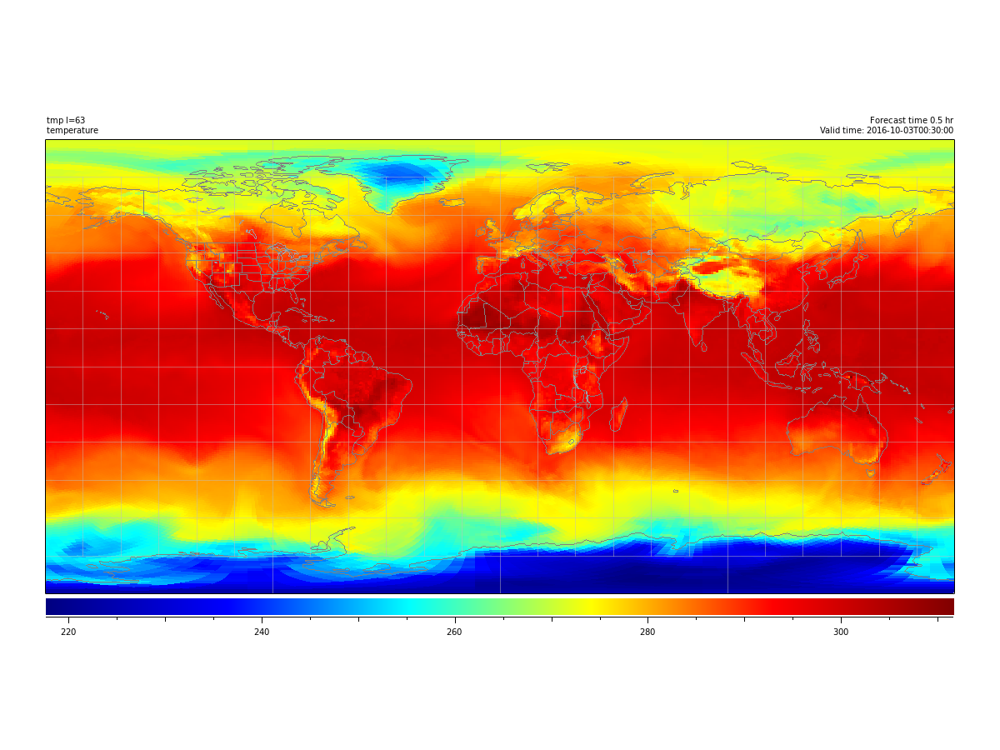 tmp l=63
temperature
Forecast time 0.5 hr
Valid time: 2016-10-03T00:30:00
220 240 260 280 300